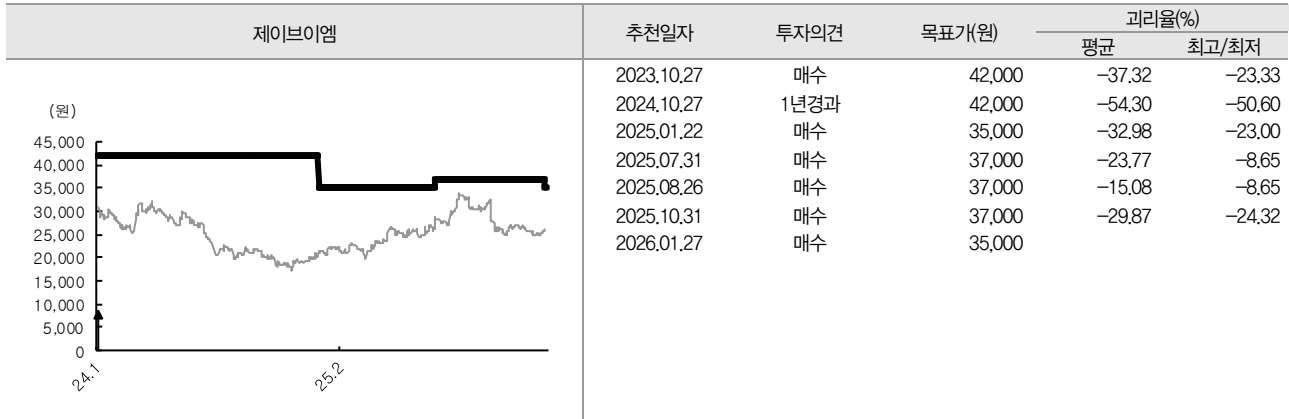 제이브이엠
추천일자 투자의견 목표가(원) 괴리율(%)
평균 최고/최저
2023.10.27 매수 42,000 -37.32 -23.33
2024.10.27 1년경과 42,000 -54.30 -50.60
2025.01.22 매수 35,000 -32.98 -23.00
2025.07.31 매수 37,000 -23.77 -8.65
2025.08.26 매수 37,000 -15.08 -8.65
2025.10.31 매수 37,000 -29.87 -24.32
2026.01.27 매수 35,000
(원)
45,000
40,000
35,000
30,000
25,000
20,000
15,000
10,000
5,000
0
24.1 25.2